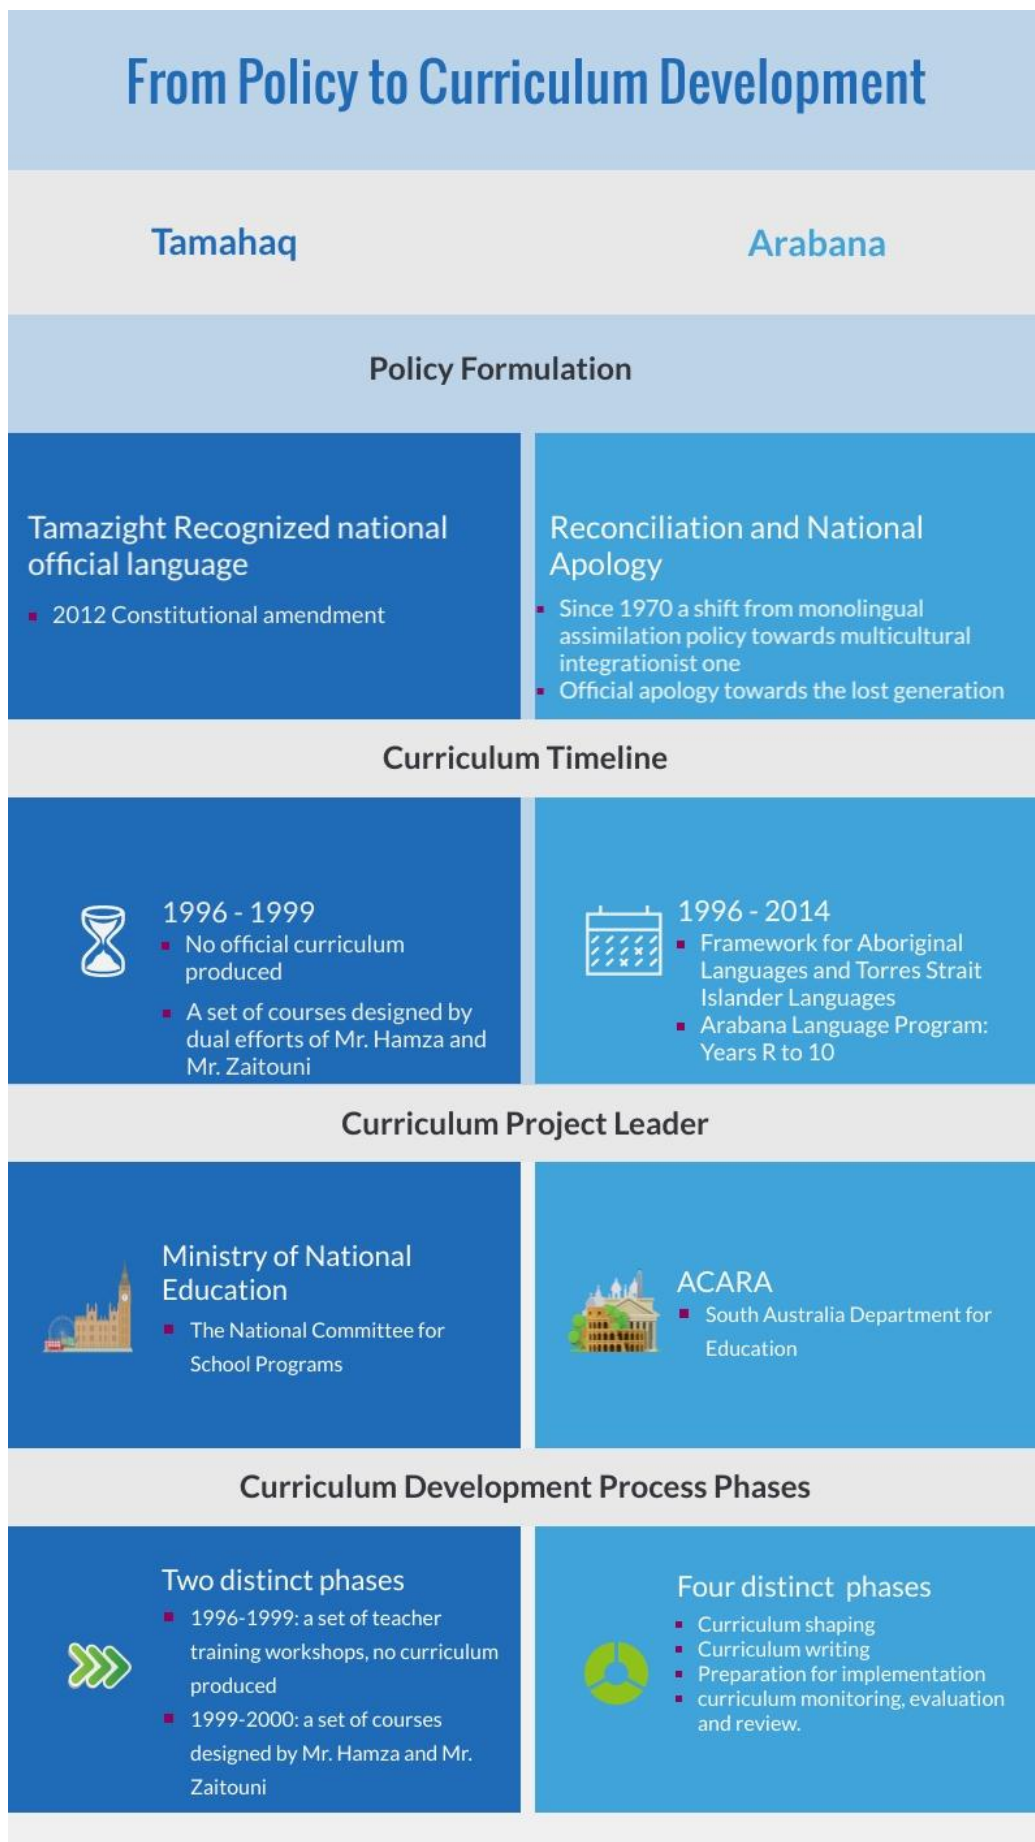 From Policy to Curriculum Development
Tamahaq
Arabana
Policy Formulation
Tamazight Recognized national
official language
2012 Constitutional amendment
Reconciliation and National
Apology
Since 1970 a shift from monolingual
assimilation policy towards multicultural
integrationist one
Official apology towards the lost generation
Curriculum Timeline
1996 - 1999
No official curriculum
produced
A set of courses designed by
dual efforts of Mr. Hamza and
Mr. Zaitouni
1996 - 2014
Framework for Aboriginal
Languages and Torres Strait
Islander Languages
Arabana Language Program:
Years R to 10
Curriculum Project Leader
Ministry of National
Education
The National Committee for
School Programs
ACARA
South Australia Department for
Education
Curriculum Development Process Phases
Two distinct phases
1996-1999: a set of teacher
training workshops, no curriculum
produced
1999-2000: a set of courses
designed by Mr. Hamza and Mr.
Zaitouni
Four distinct phases
Curriculum shaping
Curriculum writing
Preparation for implementation
curriculum monitoring, evaluation
and review.